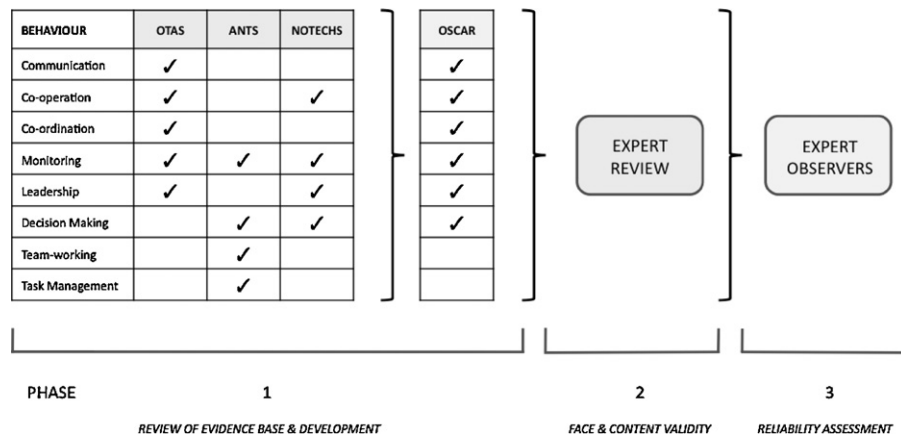 BEHAVIOUR OTAS ANTS NOTECHS OSCAR
Communication ✓ ✓
Co-operation ✓ ✓ ✓
Co-ordination ✓ ✓
Monitoring ✓ ✓ ✓ ✓
Leadership ✓ ✓ ✓
Decision Making ✓ ✓ ✓
Team-working ✓
Task Management ✓
EXPERT
REVIEW
EXPERT
OBSERVERS
PHASE 1 2 3
REVIEW OF EVIDENCE BASE & DEVELOPMENT FACE & CONTENT VALIDITY RELIABILITY ASSESSMENT